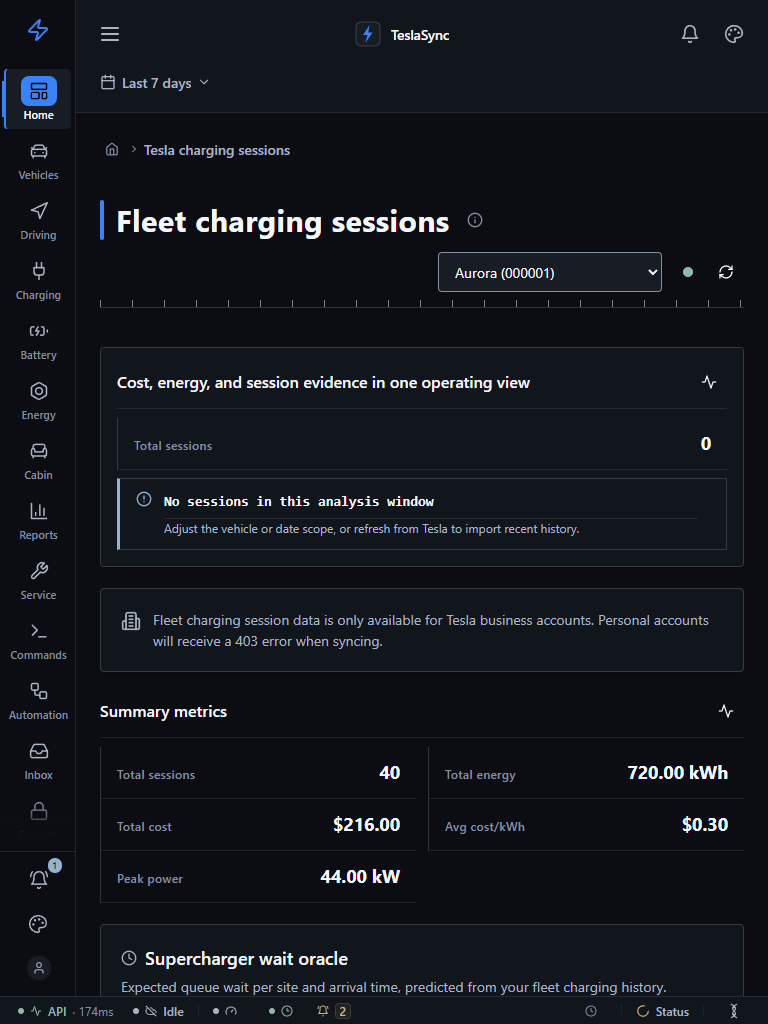 TeslaSync
Last 7 days
Home
Vehicles
Driving
Charging
Battery
Energy
Cabin
Reports
Service
Commands
Automation
Inbox
1
Tesla charging sessions
Fleet charging sessions
Aurora (000001)
Cost, energy, and session evidence in one operating view
Total sessions 0
No sessions in this analysis window
Adjust the vehicle or date scope, or refresh from Tesla to import recent history.
Fleet charging session data is only available for Tesla business accounts. Personal accounts
will receive a 403 error when syncing.
Summary metrics
Total sessions 40
Total energy 720.00 kWh
Total cost $216.00
Avg cost/kWh $0.30
Peak power 44.00 kW
Supercharger wait oracle
Expected queue wait per site and arrival time, predicted from your fleet charging history.
API · 174ms Idle 2 Status